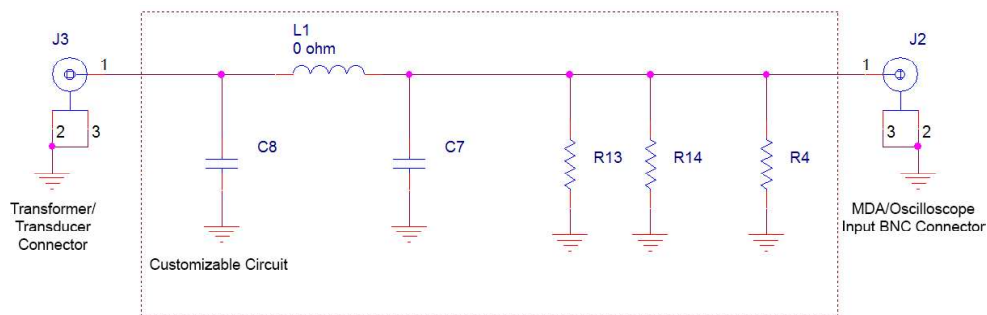 L1
0 ohm
J3
J2
1
1
2
3
3
2
C8
C7
R13
R14
R4
Transformer/
Transducer
Connector
MDA/Oscilloscope
Input BNC Connector
Customizable Circuit